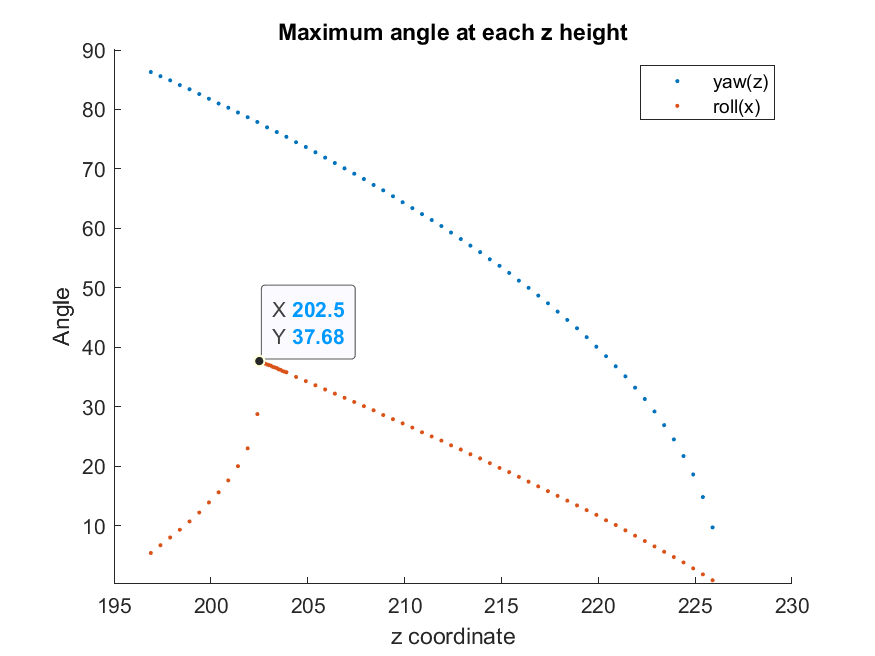 Maximum angle at each z height
90
80
70
60
50
40
30
20
10
Angle
yaw(z)
roll(x)
X 202.5
Y 37.68
195 200 205 210 215 220 225 230
z coordinate